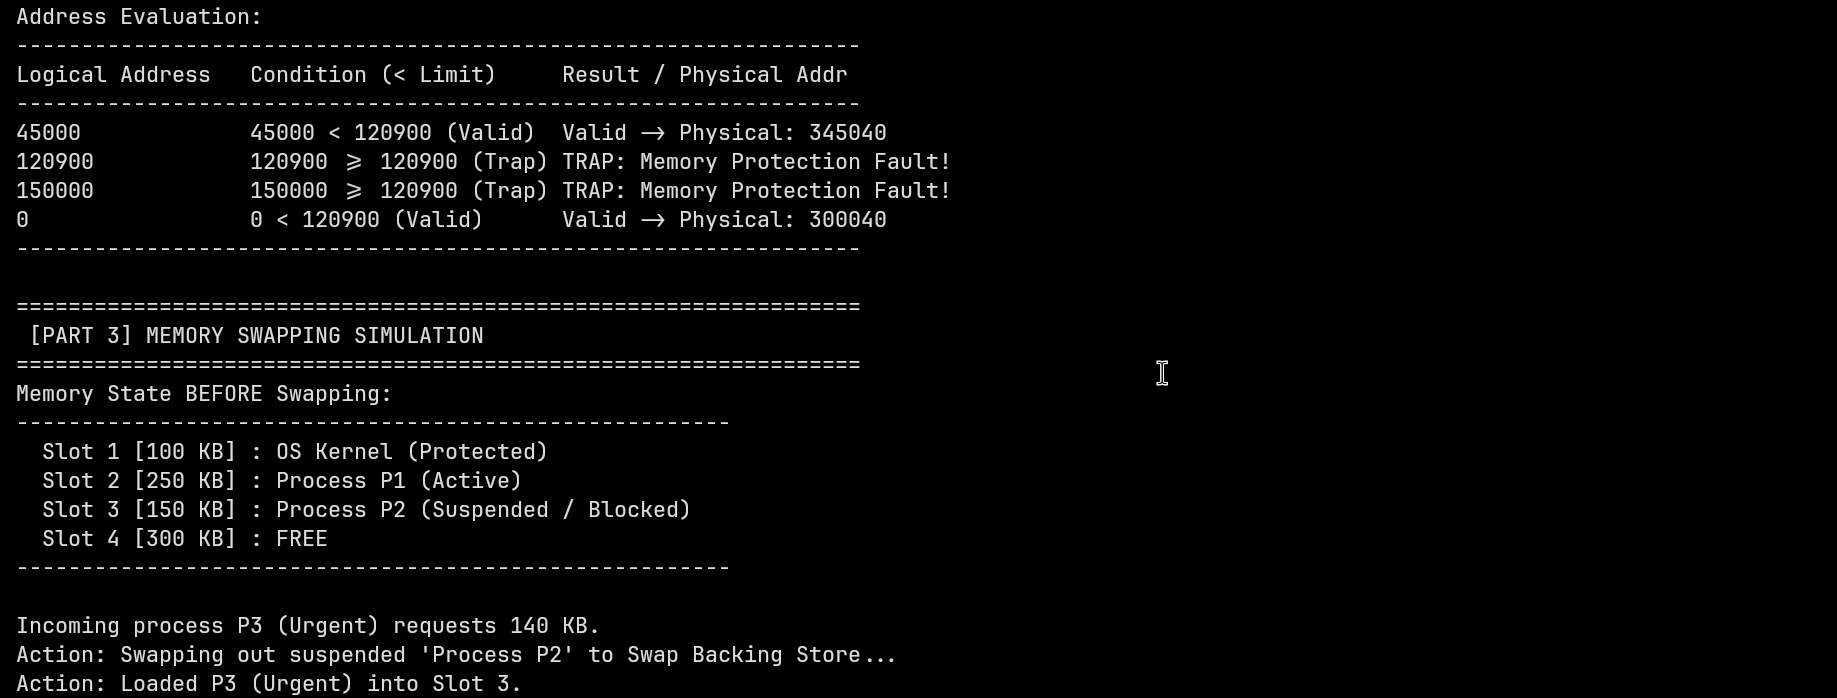 Address Evaluation:
-----------------------------------------------------------------
Logical Address   Condition (< Limit)     Result / Physical Addr
-----------------------------------------------------------------
45000             45000 < 120900 (Valid)  Valid -> Physical: 345040
120900            120900 >= 120900 (Trap) TRAP: Memory Protection Fault!
150000            150000 >= 120900 (Trap) TRAP: Memory Protection Fault!
0                 0 < 120900 (Valid)      Valid -> Physical: 300040
-----------------------------------------------------------------

=================================================================
 [PART 3] MEMORY SWAPPING SIMULATION
=================================================================
Memory State BEFORE Swapping:
-------------------------------------------------------
  Slot 1 [100 KB] : OS Kernel (Protected)
  Slot 2 [250 KB] : Process P1 (Active)
  Slot 3 [150 KB] : Process P2 (Suspended / Blocked)
  Slot 4 [300 KB] : FREE
-------------------------------------------------------

Incoming process P3 (Urgent) requests 140 KB.
Action: Swapping out suspended 'Process P2' to Swap Backing Store...
Action: Loaded P3 (Urgent) into Slot 3.